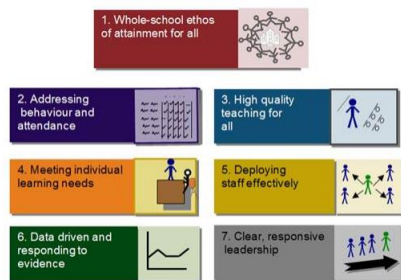 1. Whole-school ethos
of attainment for all
2. Addressing
behaviour and
attendance
3. High quality
teaching for
all
4. Meeting individual
learning needs
5. Deploying
staff effectively
6. Data driven and
responding to
evidence
7. Clear, responsive
leadership